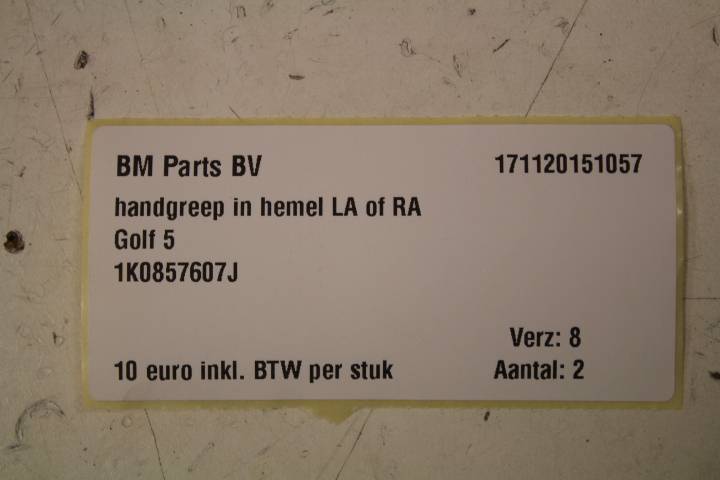 BM Parts BV 171120151057
handgreep in hemel LA of RA
Golf 5
1K0857607J
Verz: 8
10 euro inkl. BTW per stuk Aantal: 2